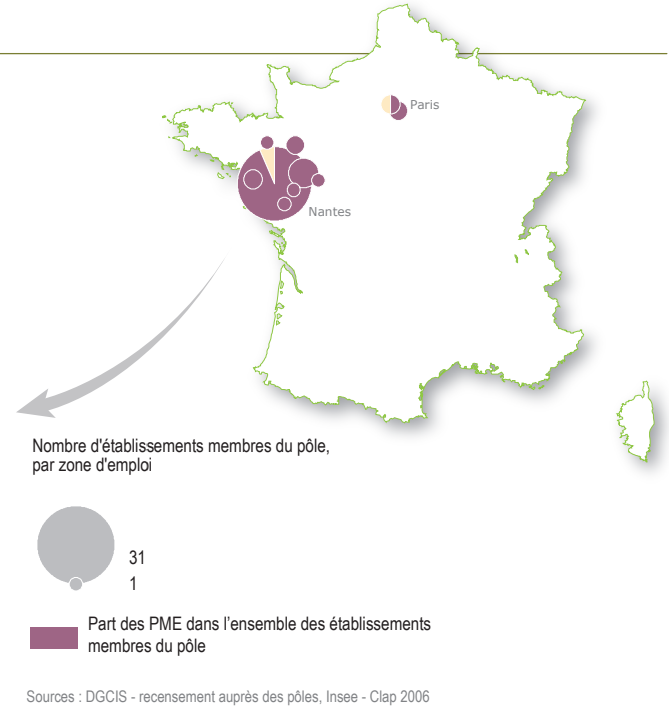 Paris
Nantes
Nombre d'établissements membres du pôle,
par zone d'emploi
31
1
Part des PME dans l’ensemble des établissements
membres du pôle
Sources : DGCIS - recensement auprès des pôles, Insee - Clap 2006